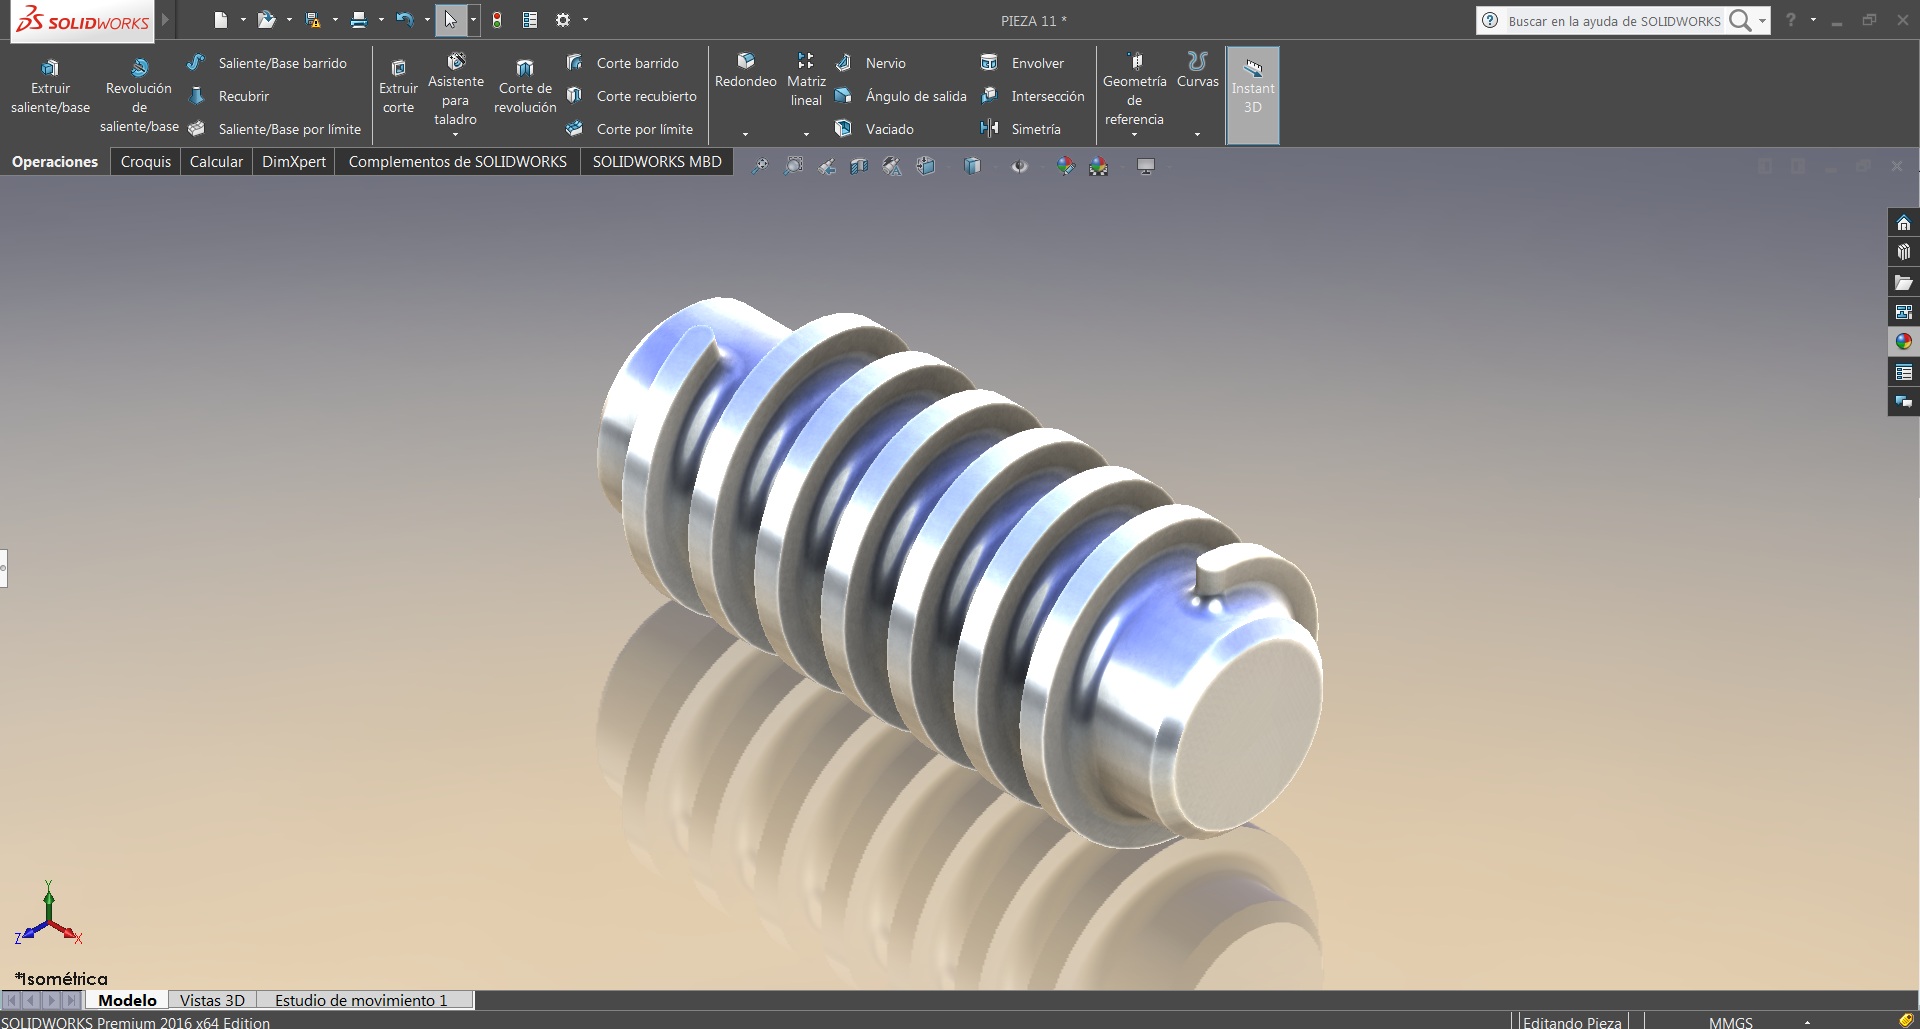 SOLIDWORKS
PIEZA 11 *
Buscar en la ayuda de SOLIDWORKS
Extruir
saliente/base
Revolución
de
saliente/base
Saliente/Base barrido
Recubrir
Saliente/Base por límite
Extruir
corte
Asistente
para
taladro
Corte de
revolución
Corte barrido
Corte recubierto
Corte por límite
Redondeo
Matriz
lineal
Nervio
Ángulo de salida
Vaciado
Envolver
Intersección
Simetría
Geometría
de
referencia
Curvas
Instant
3D
Operaciones
Croquis
Calcular
DimXpert
Complementos de SOLIDWORKS
SOLIDWORKS MBD
Y
Z
X
*Isométrica
Modelo
Vistas 3D
Estudio de movimiento 1
SOLIDWORKS Premium 2016 x64 Edition
Editando Pieza
MMGS